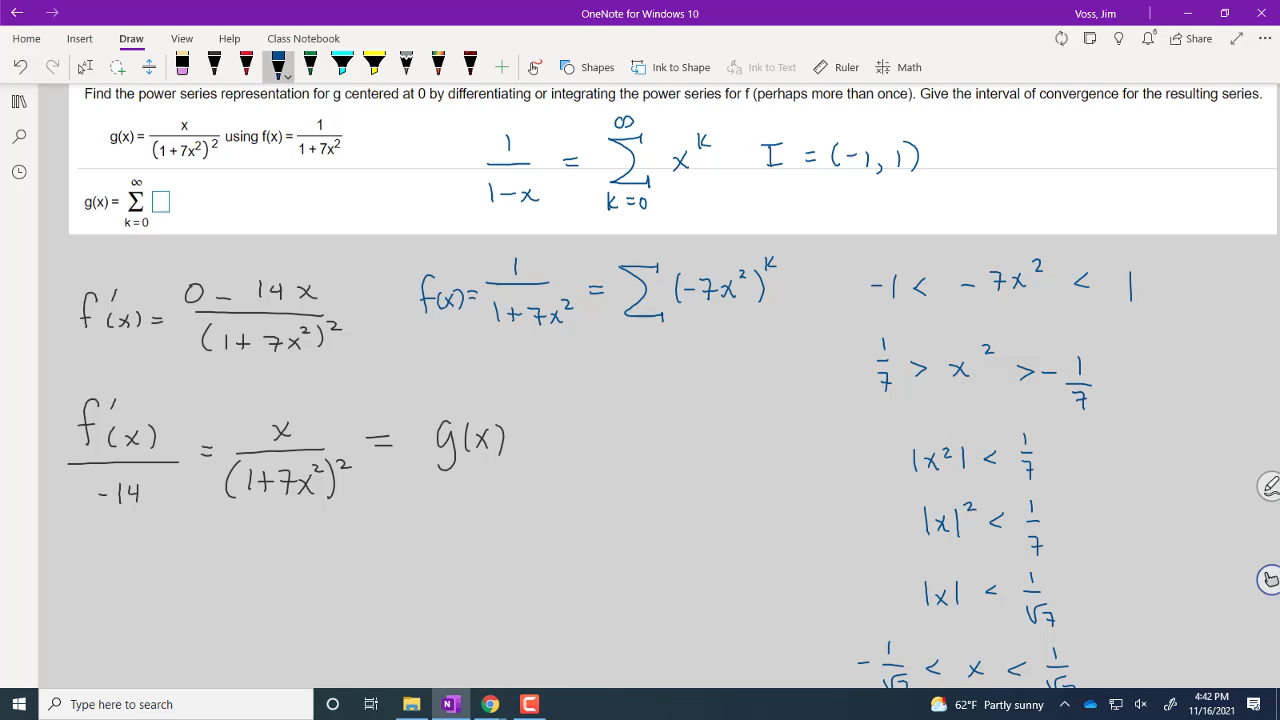 OneNote for Windows 10
Voss, Jim
Home Insert Draw View Help Class Notebook
Share
Shapes Ink to Shape Ink to Text Ruler Math
Find the power series representation for g centered at 0 by differentiating or integrating the power series for f (perhaps more than once). Give the interval of convergence for the resulting series.
g(x) = x / (1 + 7x²)² using f(x) = 1 / 1 + 7x²
g(x) = ∞ Σ k = 0
1 / 1 - x = ∞ Σ k = 0 x^k I = (-1, 1)
f'(x) = 0 - 14x / (1 + 7x²)²
f(x) = 1 / 1 + 7x² = Σ (-7x²)^k
-1 < -7x² < 1
1/7 > x² > -1/7
f'(x) / -14 = x / (1+7x²)² = g(x)
|x²| < 1/7
|x|² < 1/7
|x| < 1/√7
-1/√7 < x < 1/√7
Type here to search
62°F Partly sunny
4:42 PM
11/16/2021